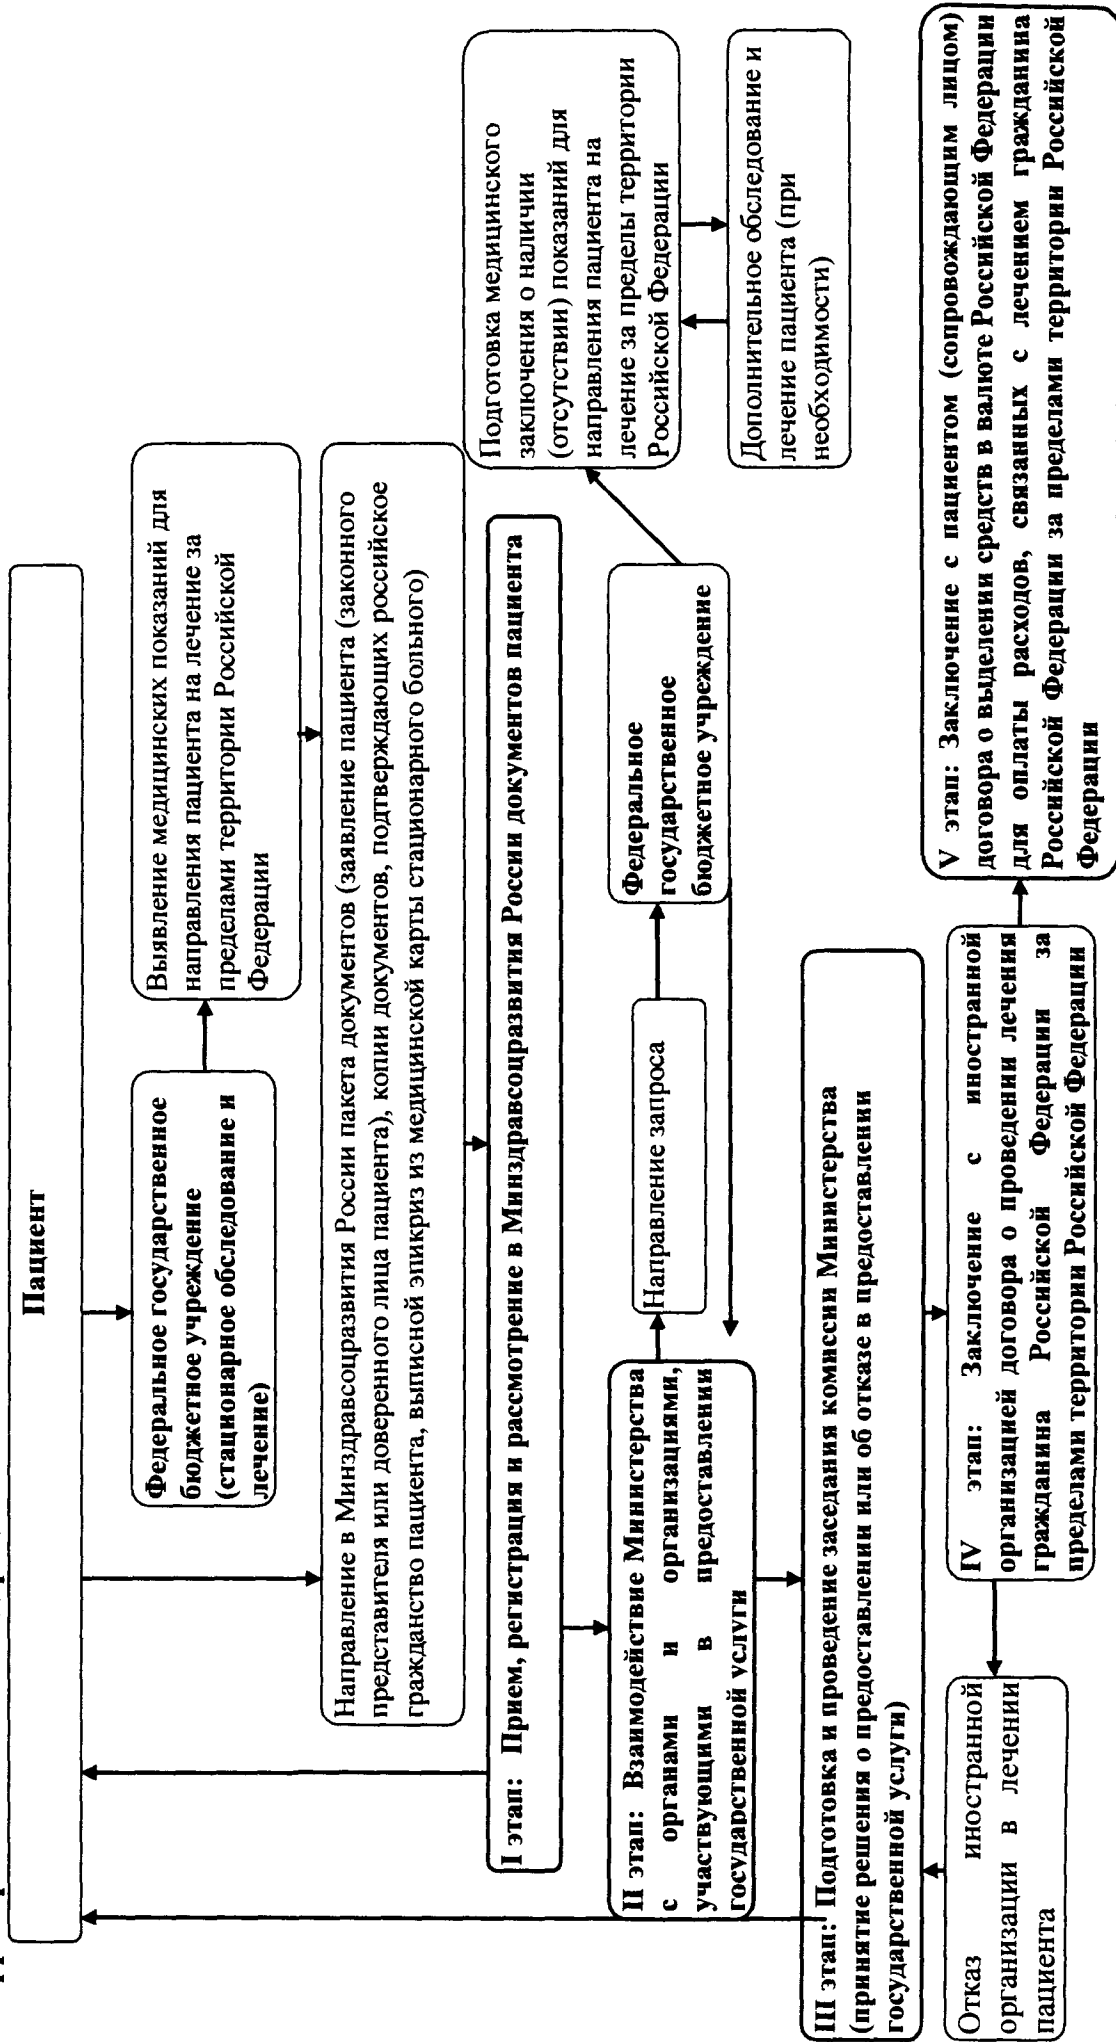 Пациент
Федеральное государственное
бюджетное учреждение
(стационарное обследование и
лечение)
Выявление медицинских показаний для
направления пациента на лечение за
пределами территории Российской
Федерации
Направление в Минздравсоцразвития России пакета документов (заявление пациента (законного
представителя или доверенного лица пациента), копии документов, подтверждающих российское
гражданство пациента, выписной эпикриз из медицинской карты стационарного больного)
I этап: Прием, регистрация и рассмотрение в Минздравсоцразвития России документов пациента
Подготовка медицинского
заключения о наличии
(отсутствии) показаний для
направления пациента на
лечение за пределы территории
Российской Федерации
II этап: Взаимодействие Министерства
с органами и организациями,
участвующими в предоставлении
государственной услуги
Направление запроса
Федеральное
государственное
бюджетное учреждение
Дополнительное обследование и
лечение пациента (при
необходимости)
III этап: Подготовка и проведение заседания комиссии Министерства
(принятие решения о предоставлении или об отказе в предоставлении
государственной услуги)
Отказ иностранной
организации в лечении
пациента
IV этап: Заключение с иностранной
организацией договора о проведении лечения
гражданина Российской Федерации за
пределами территории Российской Федерации
V этап: Заключение с пациентом (сопровождающим лицом)
договора о выделении средств в валюте Российской Федерации
для оплаты расходов, связанных с лечением гражданина
Российской Федерации за пределами территории Российской
Федерации